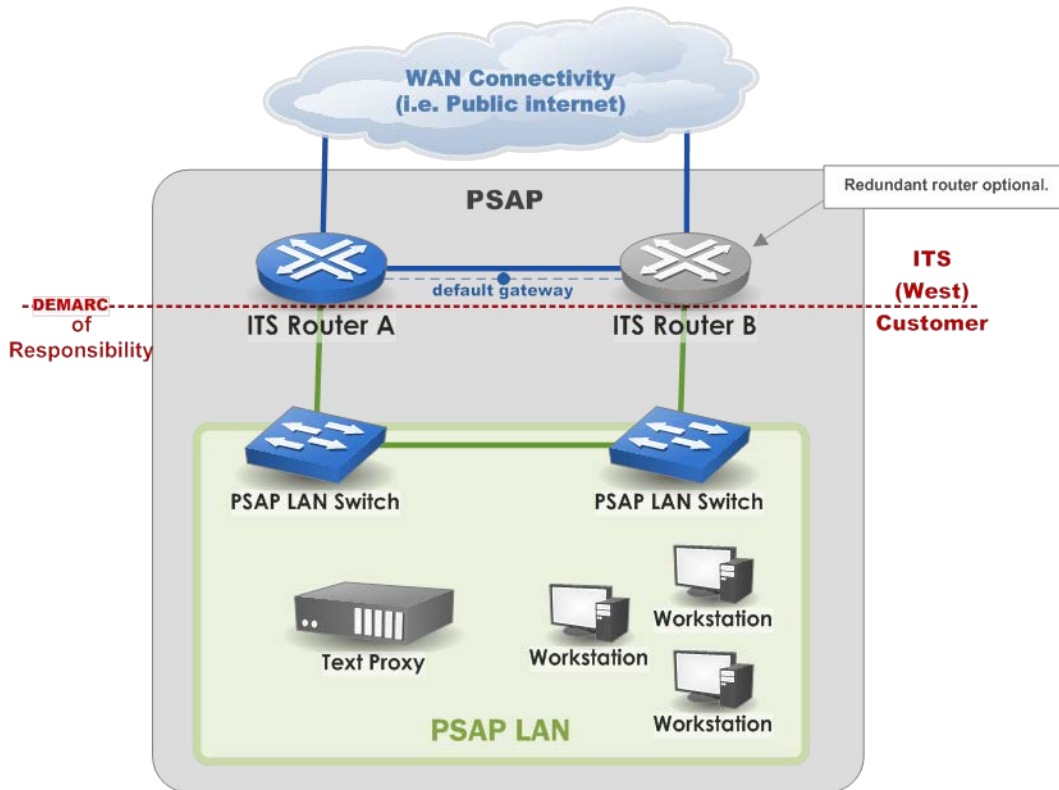 WAN Connectivity
(i.e. Public internet)
PSAP
Redundant router optional.
ITS
(West)
default gateway
DEMARC
of
Responsibility
ITS Router A
ITS Router B
Customer
PSAP LAN Switch
PSAP LAN Switch
Text Proxy
Workstation
Workstation
Workstation
PSAP LAN